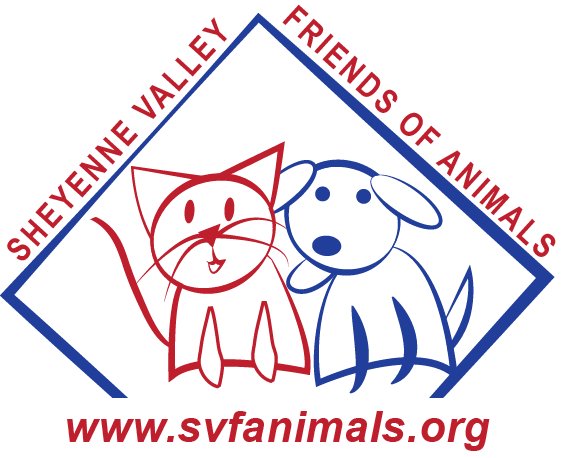 SHEYENNE VALLEY
FRIENDS OF ANIMALS
www.svfanimals.org